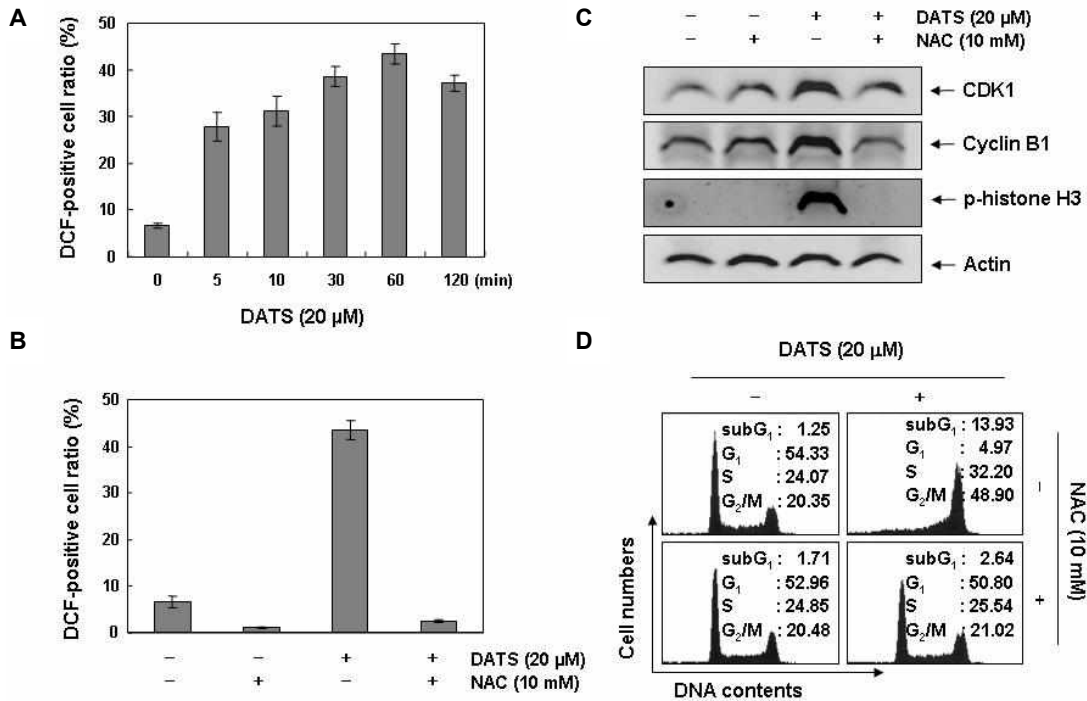 A
DCF-positive cell ratio (%)
50
40
30
20
10
0
0 5 10 30 60 120 (min)
DATS (20 µM)
B
DCF-positive cell ratio (%)
50
40
30
20
10
0
– – + + DATS (20 µM)
– + – + NAC (10 mM)
C
– – + + DATS (20 µM)
– + – + NAC (10 mM)
← CDK1
← Cyclin B1
← p-histone H3
← Actin
D
DATS (20 µM)
– +
subG₁ : 1.25
G₁ : 54.33
S : 24.07
G₂/M : 20.35
subG₁ : 13.93
G₁ : 4.97
S : 32.20
G₂/M : 48.90
–
subG₁ : 1.71
G₁ : 52.96
S : 24.85
G₂/M : 20.48
subG₁ : 2.64
G₁ : 50.80
S : 25.54
G₂/M : 21.02
+
NAC (10 mM)
Cell numbers
DNA contents